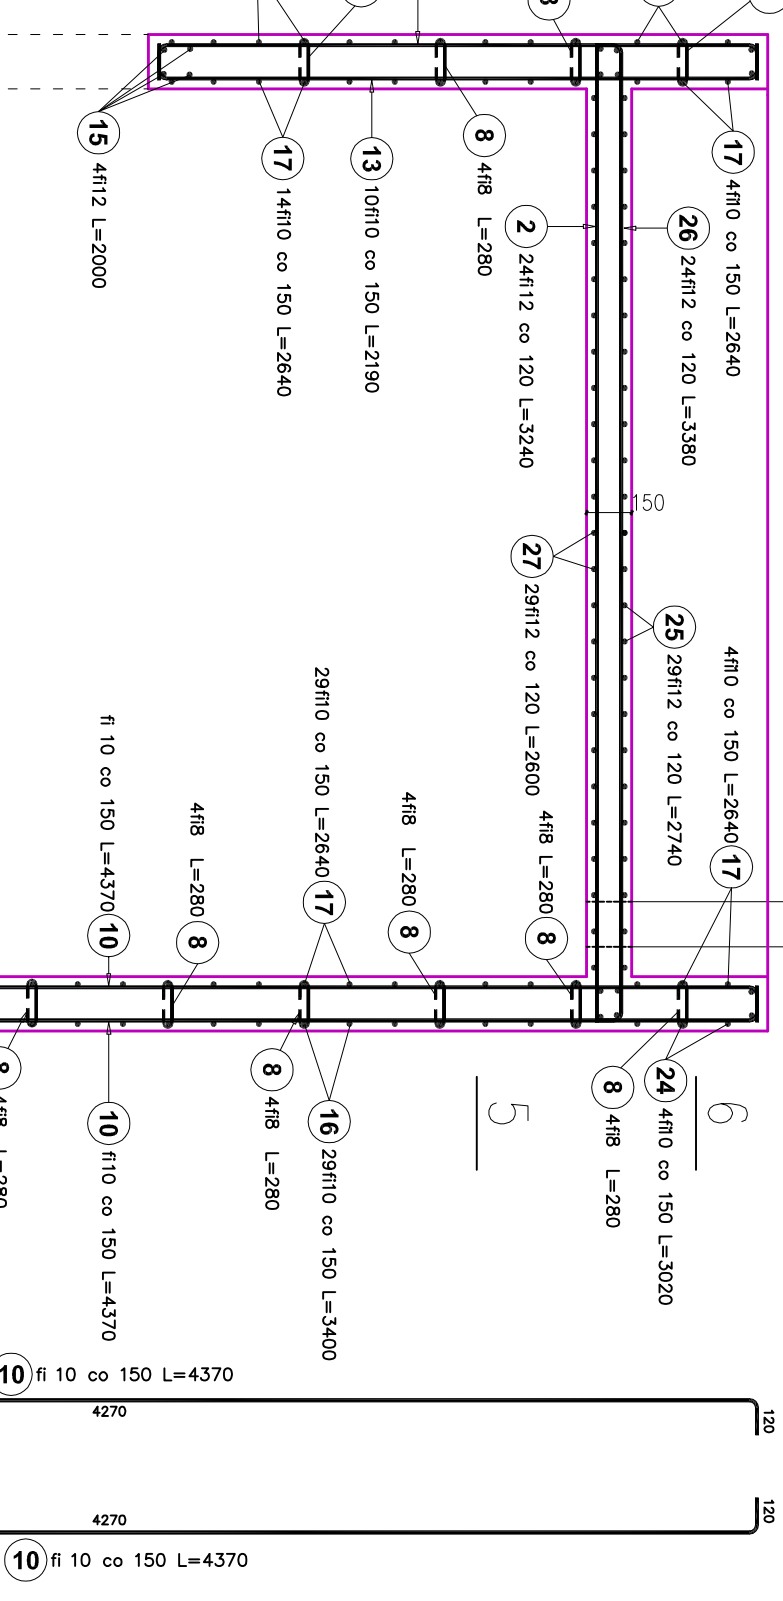 15 4fi12 L=2000
17 14fi10 co 150 L=2640
13 10fi10 co 150 L=2190
8 4fi8 L=280
2 24fi12 co 120 L=3240
26 24fi12 co 120 L=3380
17 4fi10 co 150 L=2640
150
27 29fi12 co 120 L=2600
25 29fi12 co 120 L=2740
4fi10 co 150 L=2640 17
29fi10 co 150 L=2640 17
fi 10 co 150 L=4370 10
4fi8 L=280 8
4fi8 L=280 8
4fi8 L=280 8
10 fi10 co 150 L=4370
8 4fi8 L=280
16 29fi10 co 150 L=3400
5
8 4fi8 L=280
24 4fi10 co 150 L=3020
6
10 fi 10 co 150 L=4370
4270
120
120
4270
10 fi 10 co 150 L=4370